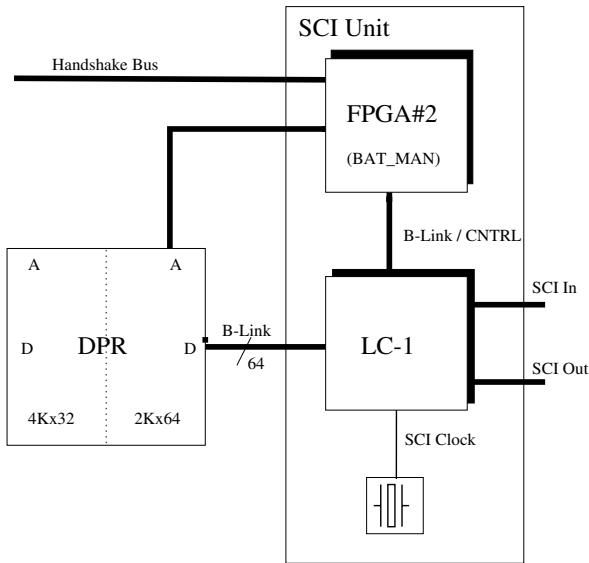 SCI Unit
Handshake Bus
FPGA#2
(BAT_MAN)
B-Link / CNTRL
A
A
SCI In
B-Link
D
DPR
D
LC-1
64
SCI Out
4Kx32
2Kx64
SCI Clock